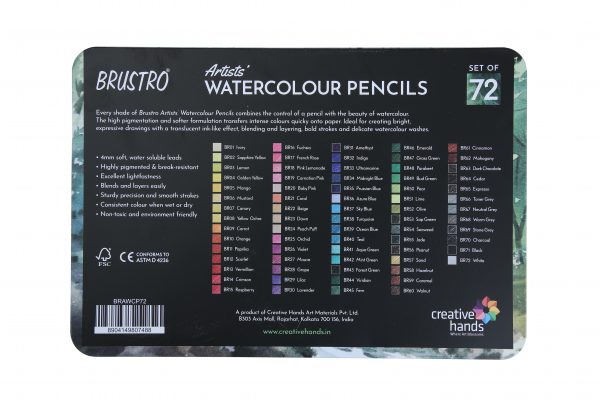 BRUSTRO®
Artists'
WATERCOLOUR PENCILS
SET OF
72
Every shade of Brustro Artists' Watercolour Pencils combines the control of a pencil with the beauty of watercolour.
The high pigmentation and softer formulation transfers intense colours quickly onto paper. Ideal for creating bright,
expressive drawings with a translucent ink-like effect, blending and layering, bold strokes and delicate watercolour washes.
• 4mm soft, water soluble leads
• Highly pigmented & break-resistant
• Excellent lightfastness
• Blends and layers easily
• Sturdy precision and smooth strokes
• Consistent colour when wet or dry
• Non-toxic and environment friendly
FSC
CE CONFORMS TO
ASTM D 4236
BR01 Ivory
BR02 Sapphire Yellow
BR03 Lemon
BR04 Golden Yellow
BR05 Mango
BR06 Mustard
BR07 Canary
BR08 Yellow Ochre
BR09 Carrot
BR10 Orange
BR11 Paprika
BR12 Scarlet
BR13 Vermilion
BR14 Crimson
BR15 Raspberry
BR16 Fuchsia
BR17 French Rose
BR18 Pink Lemonade
BR19 Carnation Pink
BR20 Baby Pink
BR21 Coral
BR22 Beige
BR23 Dawn
BR24 Peach Puff
BR25 Orchid
BR26 Violet
BR27 Mauve
BR28 Grape
BR29 Lilac
BR30 Lavender
BR31 Amethyst
BR32 Indigo
BR33 Ultramarine
BR34 Midnight Blue
BR35 Prussian Blue
BR36 Azure Blue
BR37 Sky Blue
BR38 Turquoise
BR39 Ocean Blue
BR40 Teal
BR41 Aqua Green
BR42 Mint Green
BR43 Forest Green
BR44 Viridian
BR45 Fern
BR46 Emerald
BR47 Grass Green
BR48 Parakeet
BR49 Bud Green
BR50 Pear
BR51 Lime
BR52 Olive
BR53 Sap Green
BR54 Seaweed
BR55 Jade
BR56 Peanut
BR57 Sand
BR58 Hazelnut
BR59 Caramel
BR60 Walnut
BR61 Cinnamon
BR62 Mahogany
BR63 Dark Chocolate
BR64 Cedar
BR65 Espresso
BR66 Toner Grey
BR67 Neutral Grey
BR68 Warm Grey
BR69 Stone Grey
BR70 Charcoal
BR71 Black
BR72 White
BRAWCP72
8904149807488
A product of Creative Hands Art Materials Pvt. Ltd.
B303 Axis Mall, Rajarhat, Kolkata 700 156, India
www.creativehands.in
creative
hands
Where Art Blossoms